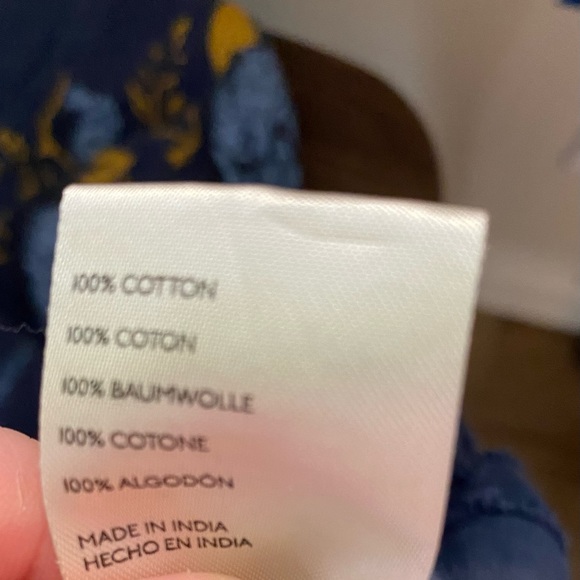 100% COTTON
100% COTON
100% BAUMWOLLE
100% COTONE
100% ALGODÓN
MADE IN INDIA
HECHO EN INDIA